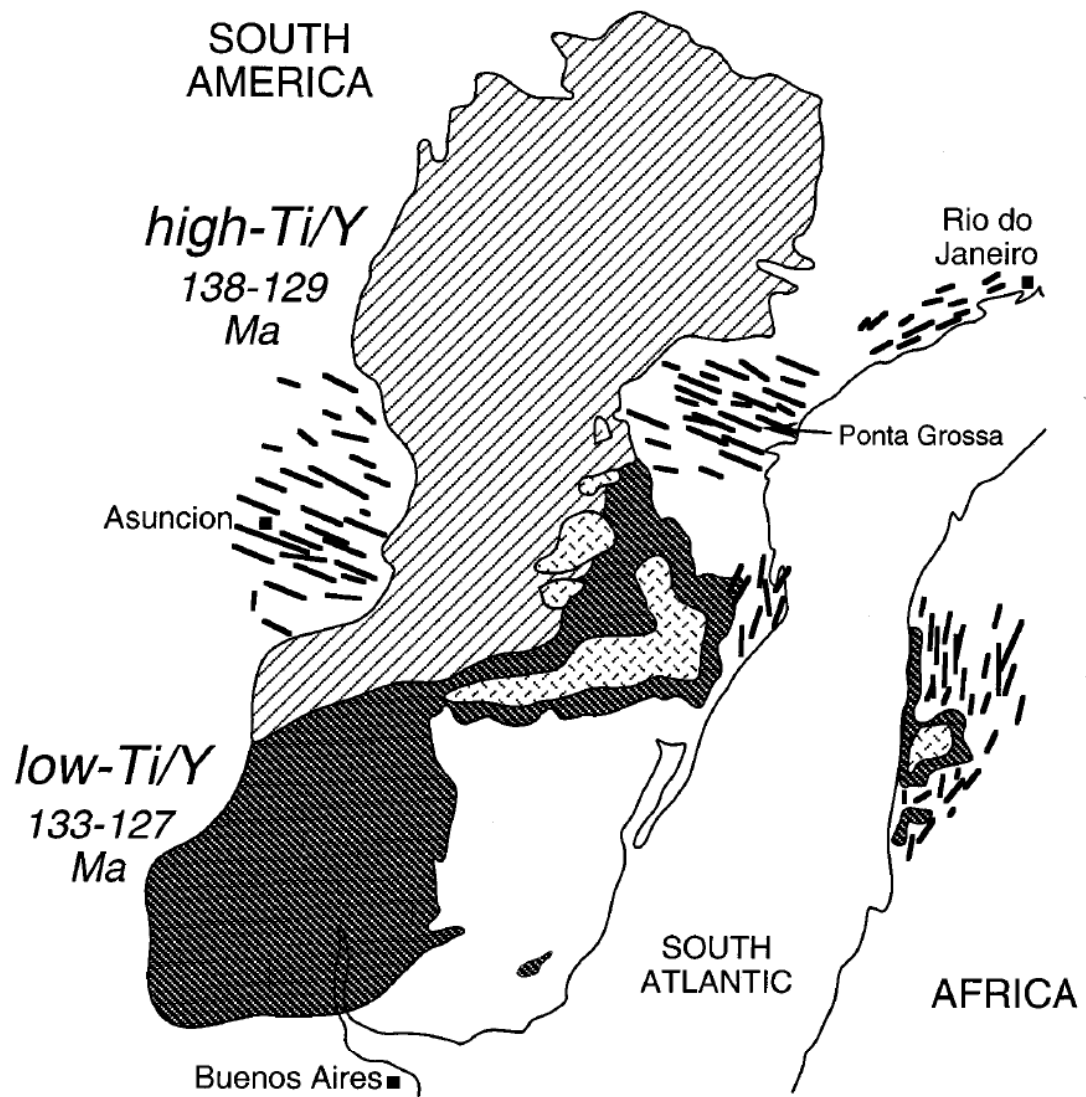 SOUTH
AMERICA
high-Ti/Y
138-129
Ma
Rio do
Janeiro
Ponta Grossa
Asuncion
low-Ti/Y
133-127
Ma
SOUTH
ATLANTIC
AFRICA
Buenos Aires